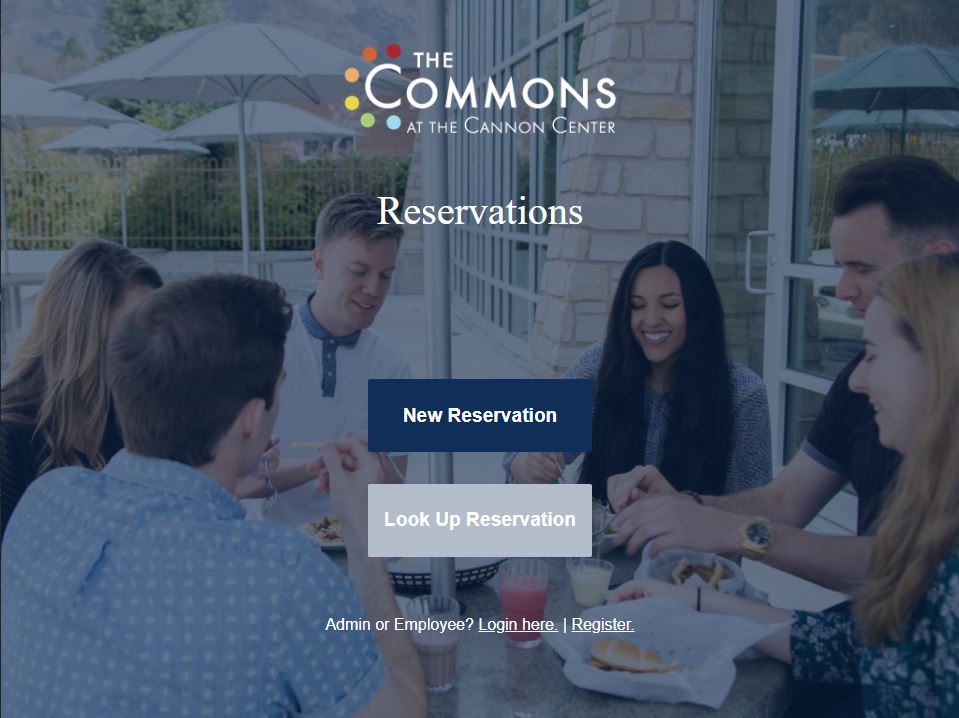 THE
COMMONS
AT THE CANNON CENTER
Reservations
New Reservation
Look Up Reservation
Admin or Employee? Login here. | Register.